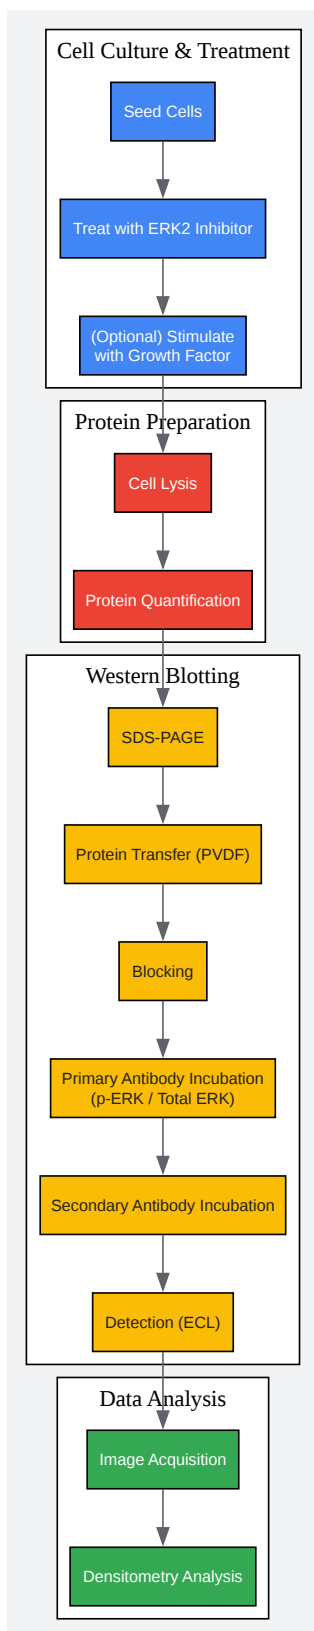 Cell Culture & Treatment
Seed Cells
Treat with ERK2 Inhibitor
(Optional) Stimulate
with Growth Factor
Protein Preparation
Cell Lysis
Protein Quantification
Western Blotting
SDS-PAGE
Protein Transfer (PVDF)
Blocking
Primary Antibody Incubation
(p-ERK / Total ERK)
Secondary Antibody Incubation
Detection (ECL)
Data Analysis
Image Acquisition
Densitometry Analysis